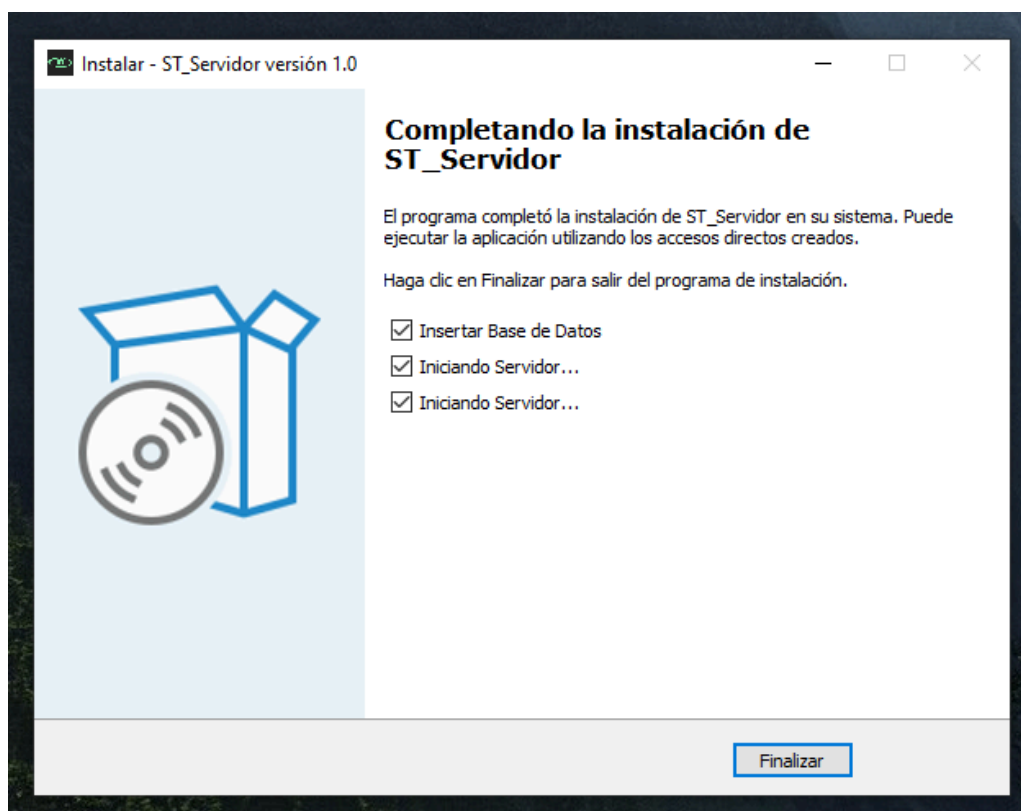 Instalar - ST_Servidor versión 1.0
Completando la instalación de
ST_Servidor
El programa completó la instalación de ST_Servidor en su sistema. Puede
ejecutar la aplicación utilizando los accesos directos creados.
Haga clic en Finalizar para salir del programa de instalación.
Insertar Base de Datos
Iniciando Servidor...
Iniciando Servidor...
Finalizar